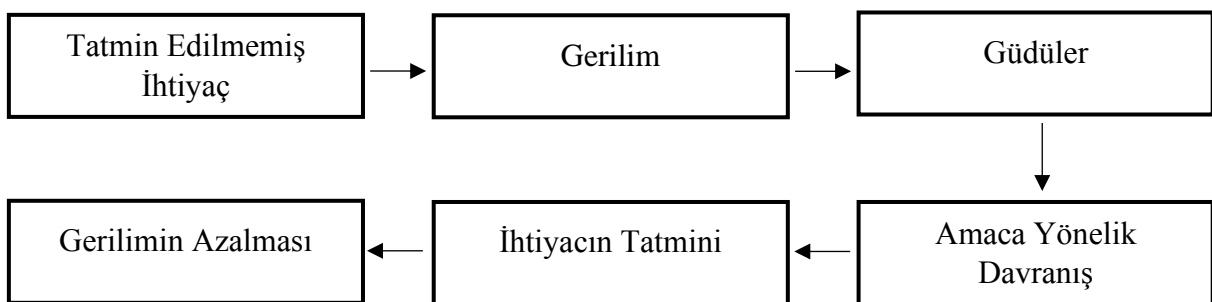 Tatmin Edilmemiş
İhtiyaç
Gerilim
Güdüler
Amaca Yönelik
Davranış
İhtiyacın Tatmini
Gerilimin Azalması